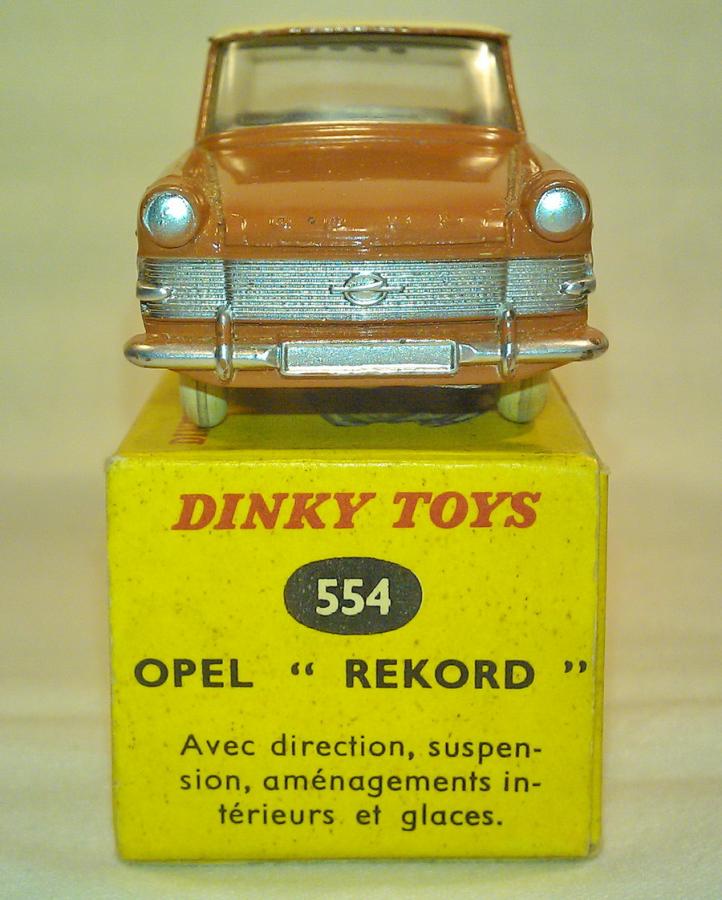 DINKY TOYS
554
OPEL “ REKORD ”
Avec direction, suspen-
sion, aménagements in-
térieurs et glaces.